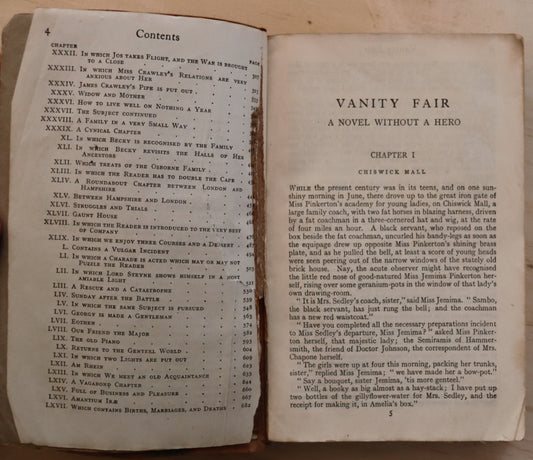 4 Contents
CHAPTER PAGE
XXXII. In which Jos takes Flight, and the War is brought
to a Close
XXXIII. In which Miss Crawley's Relations are very
anxious about Her
XXXIV. James Crawley's Pipe is put out
XXXV. Widow and Mother
XXXVI. How to live well on Nothing a Year
XXXVII. The Subject continued
XXXVIII. A Family in a very Small Way
XXXIX. A Cynical Chapter
XL. In which Becky is recognised by the Family
XLI. In which Becky revisits the Halls of Her
Ancestors
XLII. Which treats of the Osborne Family
XLIII. In which the Reader has to double the Cape
XLIV. A Roundabout Chapter between London and
Hampshire
XLV. Between Hampshire and London
XLVI. Struggles and Trials
XLVII. Gaunt House
XLVIII. In which the Reader is introduced to the very best
of Company
XLIX. In which we enjoy three Courses and a Dessert
L. Contains a Vulgar Incident
LI. In which a Charade is acted which may or may not
Puzzle the Reader
LII. In which Lord Steyne shows himself in a most
amiable Light 521
LIII. A Rescue and a Catastrophe
LIV. Sunday after the Battle
LV. In which the same Subject is pursued
LVI. Georgy is made a Gentleman
LVII. Eothen
LVIII. Our Friend the Major 589
LIX. The old Piano
LX. Returns to the Genteel World 604
LXI. In which two Lights are put out
LXII. Am Rhein
LXIII. In which We meet an old Acquaintance
LXIV. A Vagabond Chapter 644
LXV. Full of Business and Pleasure
LXVI. Amantium Iræ
LXVII. Which contains Births, Marriages, and Deaths 682
VANITY FAIR
A NOVEL WITHOUT A HERO
CHAPTER I
CHISWICK MALL
While the present century was in its teens, and on one sun-
shiny morning in June, there drove up to the great iron gate of
Miss Pinkerton's academy for young ladies, on Chiswick Mall, a
large family coach, with two fat horses in blazing harness, driven
by a fat coachman in a three-cornered hat and wig, at the rate
of four miles an hour. A black servant, who reposed on the
box beside the fat coachman, uncurled his bandy-legs as soon as
the equipage drew up opposite Miss Pinkerton's shining brass
plate, and as he pulled the bell, at least a score of young heads
were seen peering out of the narrow windows of the stately old
brick house. Nay, the acute observer might have recognised
the little red nose of good-natured Miss Jemima Pinkerton her-
self, rising over some geranium-pots in the window of that lady's
own drawing-room.
"It is Mrs. Sedley's coach, sister," said Miss Jemima. "Sambo,
the black servant, has just rung the bell; and the coachman
has a new red waistcoat."
"Have you completed all the necessary preparations incident
to Miss Sedley's departure, Miss Jemima?" asked Miss Pinker-
ton herself, that majestic lady; the Semiramis of Hammer-
smith, the friend of Doctor Johnson, the correspondent of Mrs.
Chapone herself.
"The girls were up at four this morning, packing her trunks,
sister," replied Miss Jemima; "we have made her a bow-pot."
"Say a bouquet, sister Jemima, 'tis more genteel."
"Well, a booky as big almost as a hay-stack; I have put up
two bottles of the gillyflower-water for Mrs. Sedley, and the
receipt for making it, in Amelia's box."
5